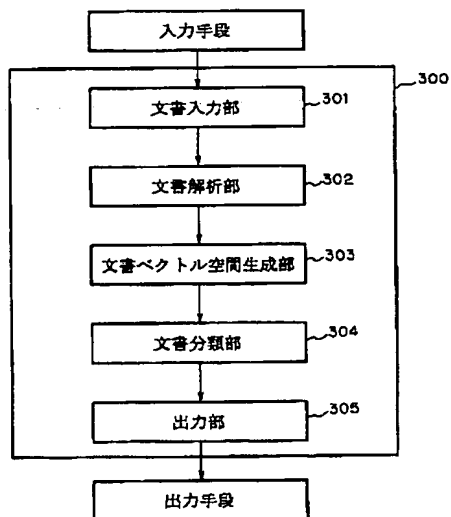 入力手段
300
文書入力部
301
文書解析部
302
文書ベクトル空間生成部
303
文書分類部
304
出力部
305
出力手段